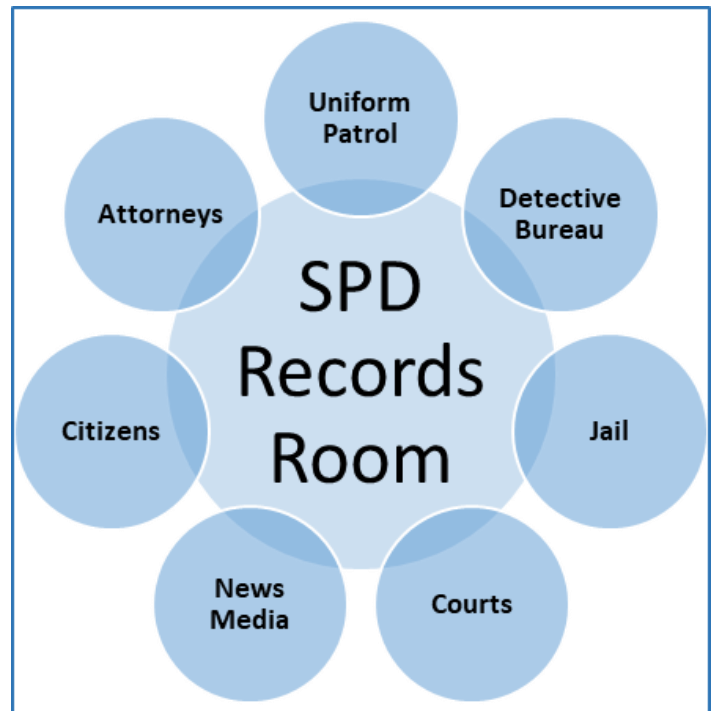 Uniform
Patrol
Detective
Bureau
Jail
Courts
News
Media
Citizens
Attorneys
SPD
Records
Room